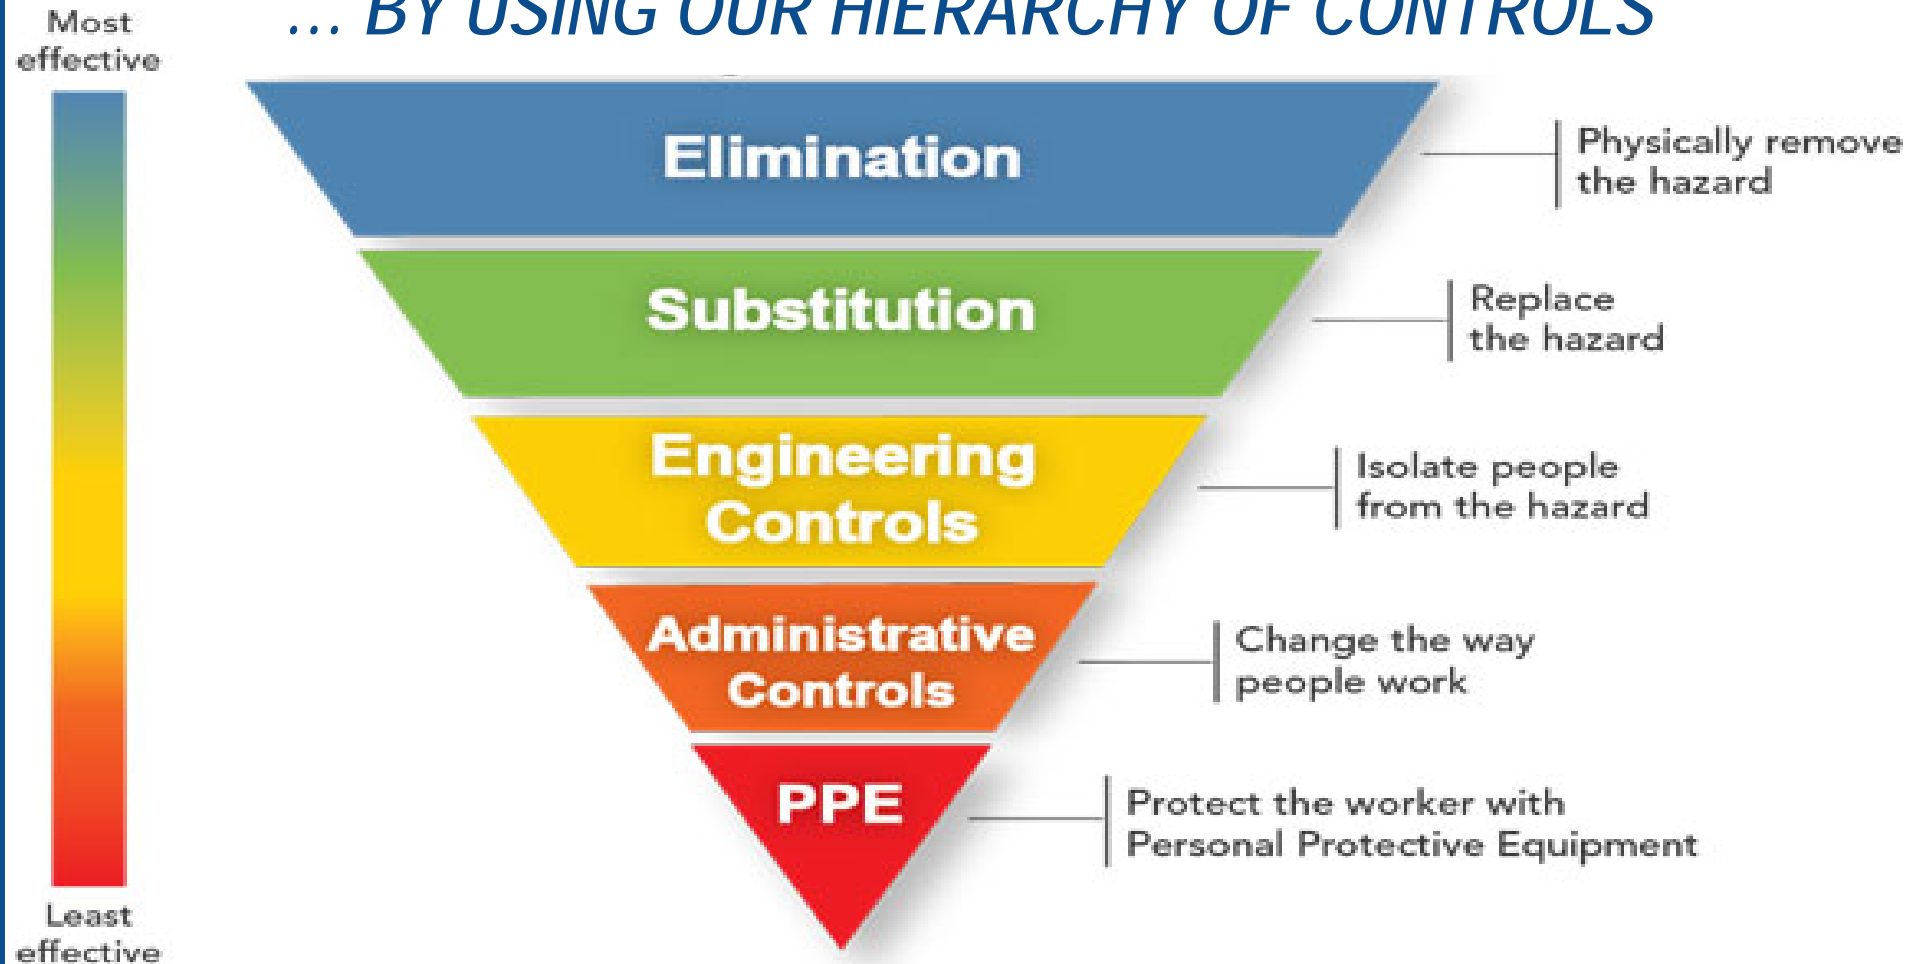 ... BY USING OUR HIERARCHY OF CONTROLS
Most
effective
Elimination
Physically remove
the hazard
Substitution
Replace
the hazard
Engineering
Controls
Isolate people
from the hazard
Administrative
Controls
Change the way
people work
PPE
Protect the worker with
Personal Protective Equipment
Least
effective